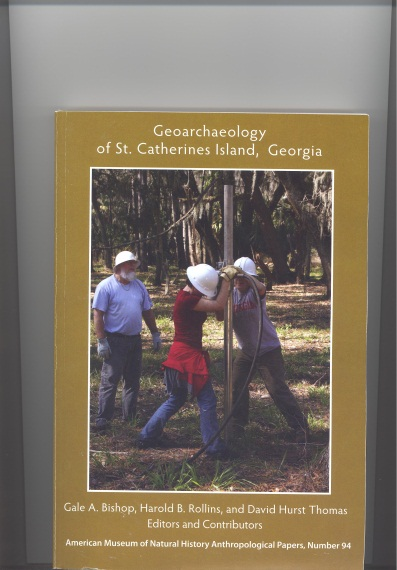 Geoarchaeology
of St. Catherines Island, Georgia
Gale A. Bishop, Harold B. Rollins, and David Hurst Thomas
Editors and Contributors
American Museum of Natural History Anthropological Papers, Number 94